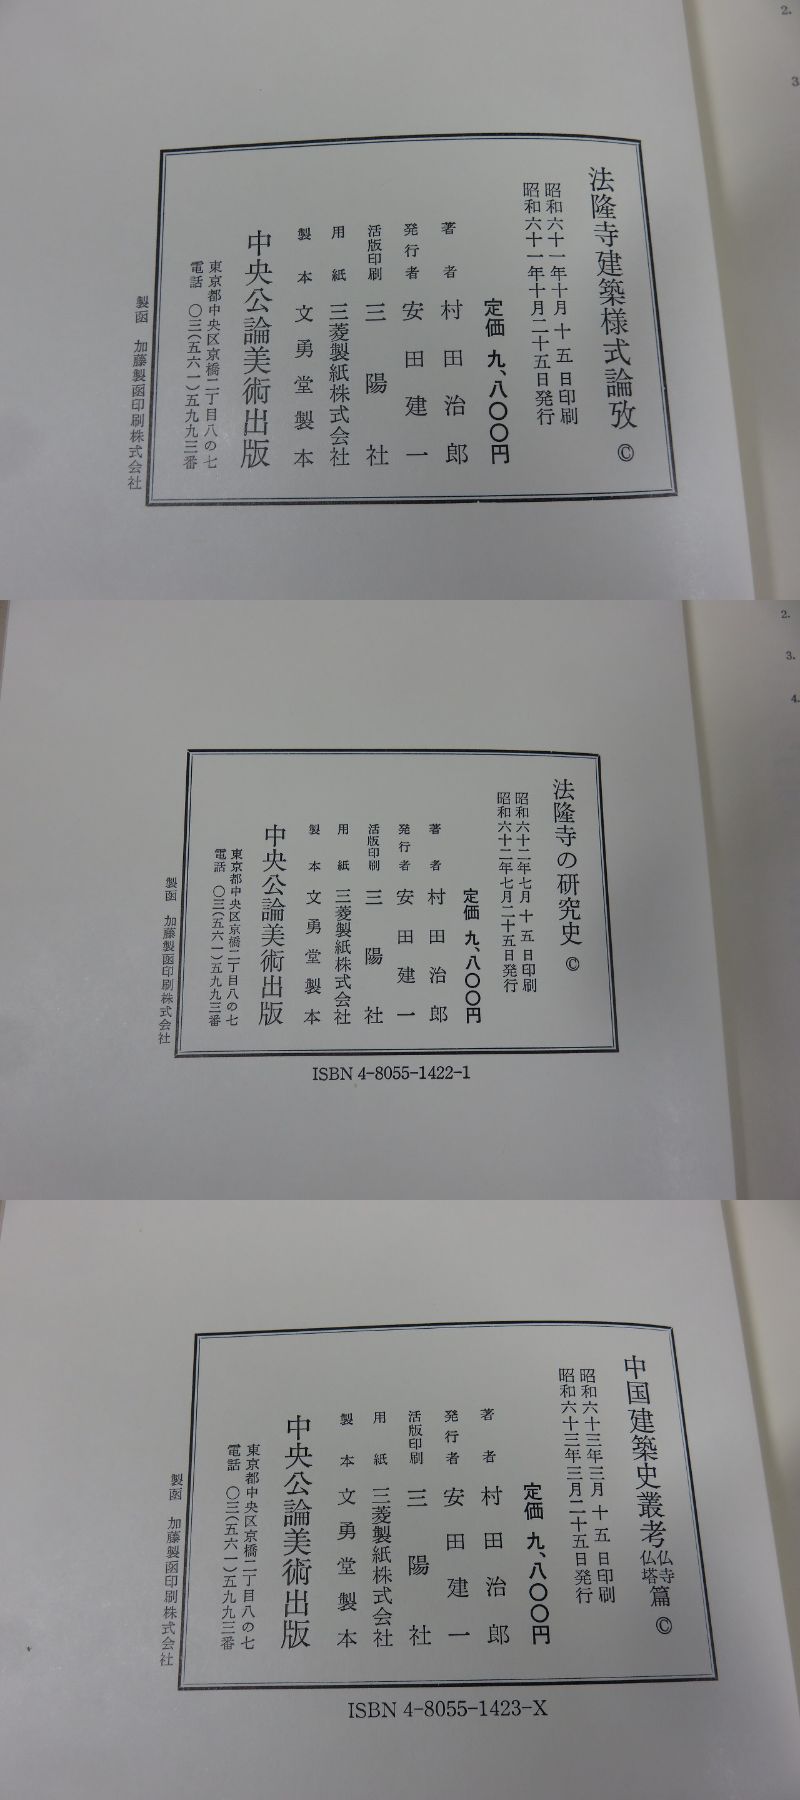 2.
3
法隆寺建築様式論攷 ©
昭和六十一年十月 十 五 日印刷
昭和六十一年十月二十五日発行
定価 九、八〇〇円
著者 村田治郎
発行者 安田建一
活版印刷 三陽社
用紙 三菱製紙株式会社
製本 文勇堂製本
中央公論美術出版
東京都中央区京橋二丁目八の七
電話 〇三(五六一)五九九三番
製函 加藤製函印刷株式会社
2.
3.
4.
法隆寺の研究史 ©
昭和六十二年七月 十 五 日印刷
昭和六十二年七月二十五日発行
定価 九、八〇〇円
著者 村田治郎
発行者 安田建一
活版印刷 三陽社
用紙 三菱製紙株式会社
製本 文勇堂製本
中央公論美術出版
東京都中央区京橋二丁目八の七
電話 〇三(五六一)五九九三番
製函 加藤製函印刷株式会社
ISBN 4-8055-1422-1
中国建築史叢考 仏寺仏塔篇 ©
昭和六十三年三月 十 五 日印刷
昭和六十三年三月二十五日発行
定価 九、八〇〇円
著者 村田治郎
発行者 安田建一
活版印刷 三陽社
用紙 三菱製紙株式会社
製本 文勇堂製本
中央公論美術出版
東京都中央区京橋二丁目八の七
電話 〇三(五六一)五九九三番
製函 加藤製函印刷株式会社
ISBN 4-8055-1423-X